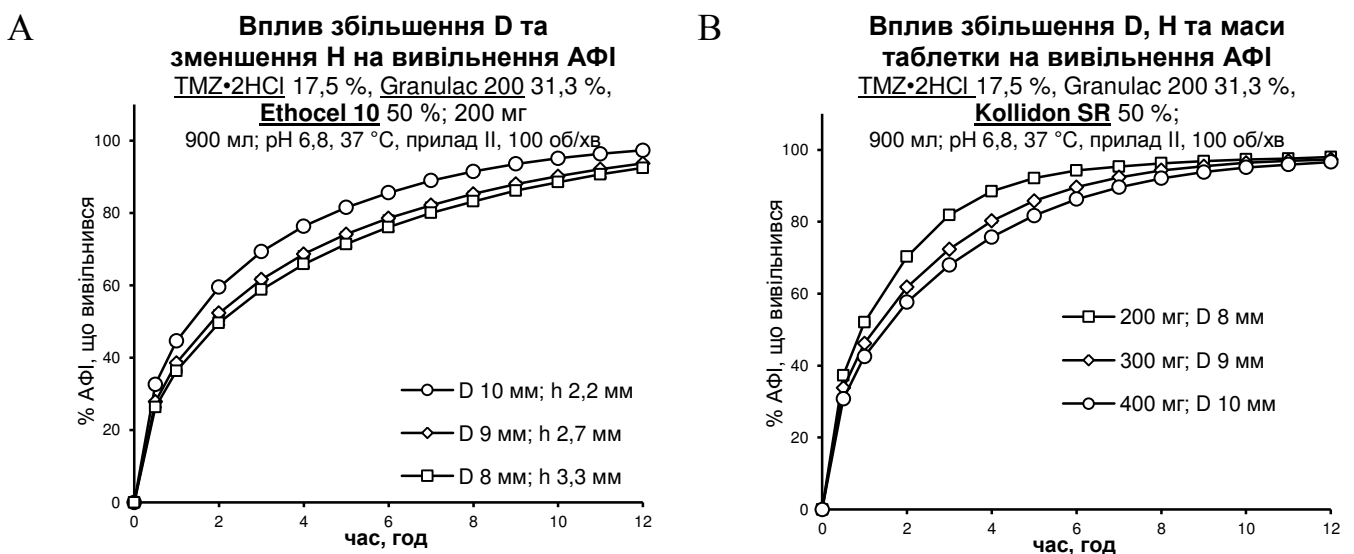 A
Вплив збільшення D та
зменшення H на вивільнення АФІ
TMZ•2HCl 17,5 %, Granulac 200 31,3 %,
Ethocel 10 50 %; 200 мг
900 мл; pH 6,8, 37 °C, прилад II, 100 об/хв
% АФІ, що вивільнився
100
80
60
40
20
0
D 10 мм; h 2,2 мм
D 9 мм; h 2,7 мм
D 8 мм; h 3,3 мм
0 2 4 6 8 10 12
час, год
B
Вплив збільшення D, H та маси
таблетки на вивільнення АФІ
TMZ•2HCl 17,5 %, Granulac 200 31,3 %,
Kollidon SR 50 %;
900 мл; pH 6,8, 37 °C, прилад II, 100 об/хв
% АФІ, що вивільнився
100
80
60
40
20
0
200 мг; D 8 мм
300 мг; D 9 мм
400 мг; D 10 мм
0 2 4 6 8 10 12
час, год